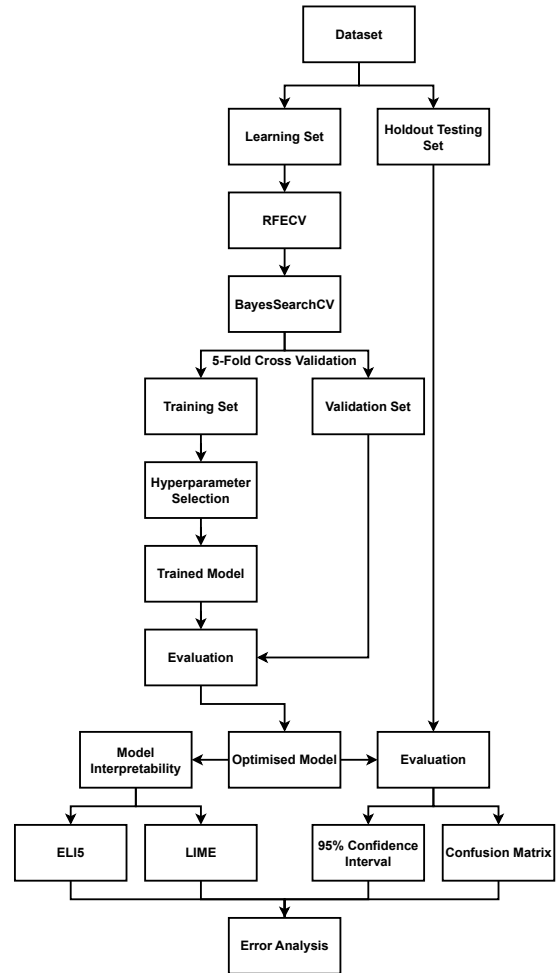 Dataset
Learning Set
Holdout Testing
Set
RFECV
BayesSearchCV
5-Fold Cross Validation
Training Set
Validation Set
Hyperparameter
Selection
Trained Model
Evaluation
Model
Interpretability
Optimised Model
Evaluation
ELI5
LIME
95% Confidence
Interval
Confusion Matrix
Error Analysis